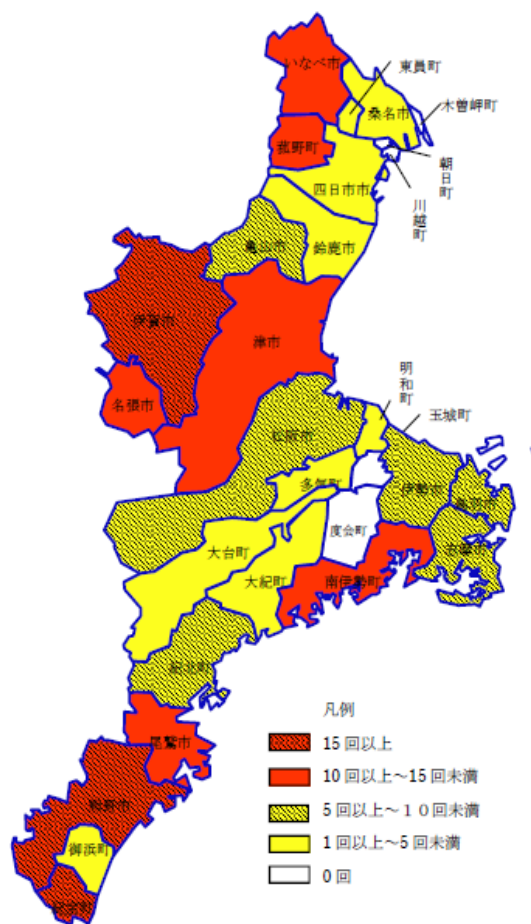 いなべ市
東員町
桑名市
木曽岬町
菰野町
朝日町
四日市市
川越町
亀山市
鈴鹿市
伊賀市
津市
名張市
明和町
玉城町
松阪市
多気町
伊勢市
鳥羽市
度会町
志摩市
大台町
大紀町
南伊勢町
紀北町
尾鷲市
熊野市
御浜町
紀宝町
凡例
15回以上
10回以上~15回未満
5回以上~10回未満
1回以上~5回未満
0回